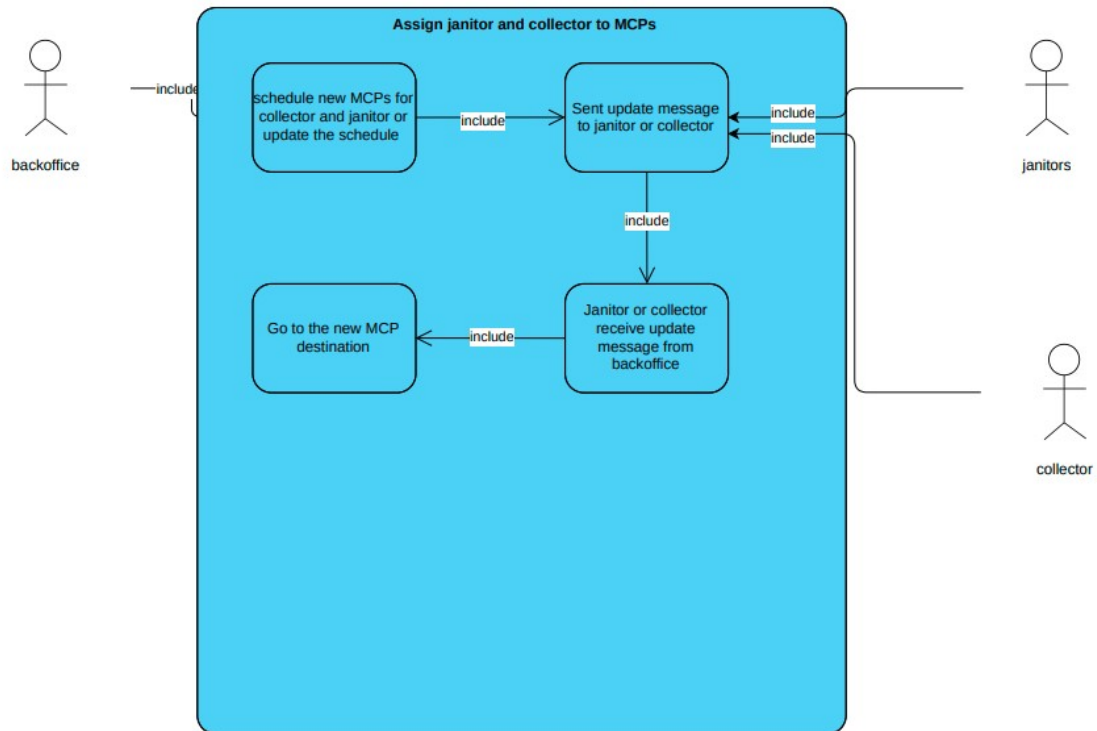 Assign janitor and collector to MCPs
backoffice
include
schedule new MCPs for
collector and janitor or
update the schedule
include
Sent update message
to janitor or collector
include
include
janitors
include
Go to the new MCP
destination
include
Janitor or collector
receive update
message from
backoffice
collector